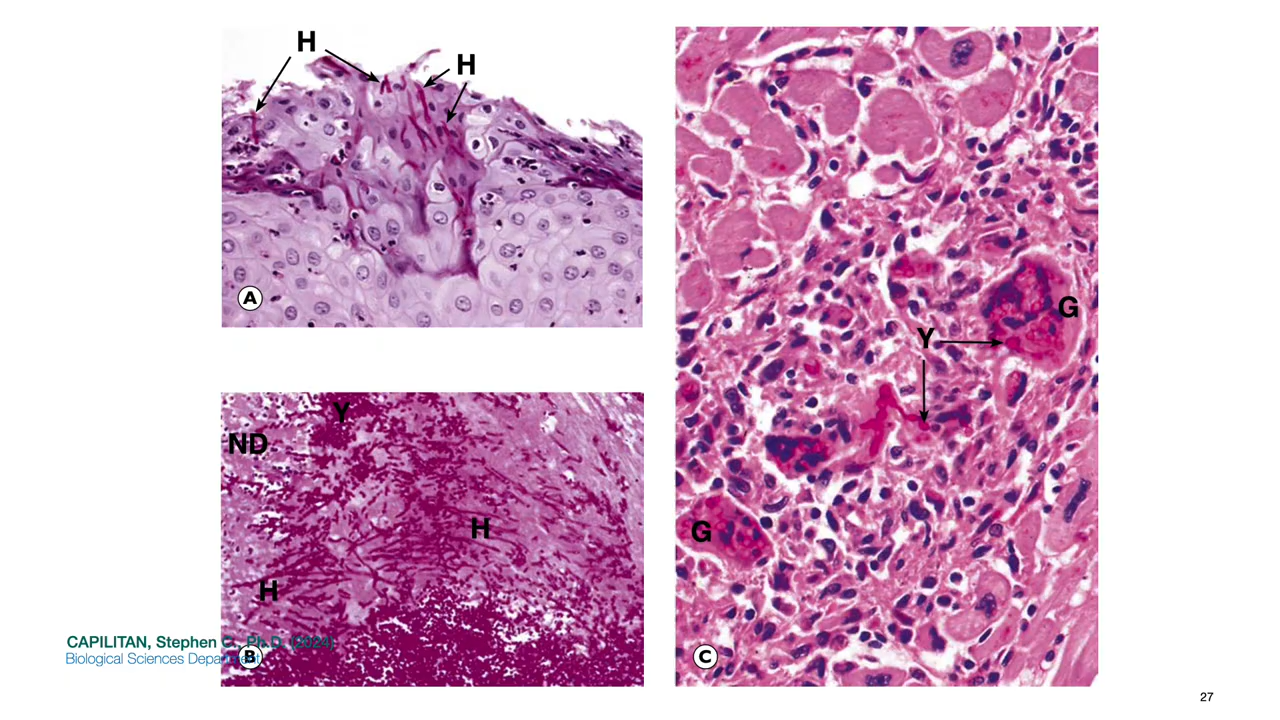 H
H
A
Y
ND
H
H
B
Y
G
G
C
CAPILITAN, Stephen C., Ph.D. (2024)
Biological Sciences Department
27